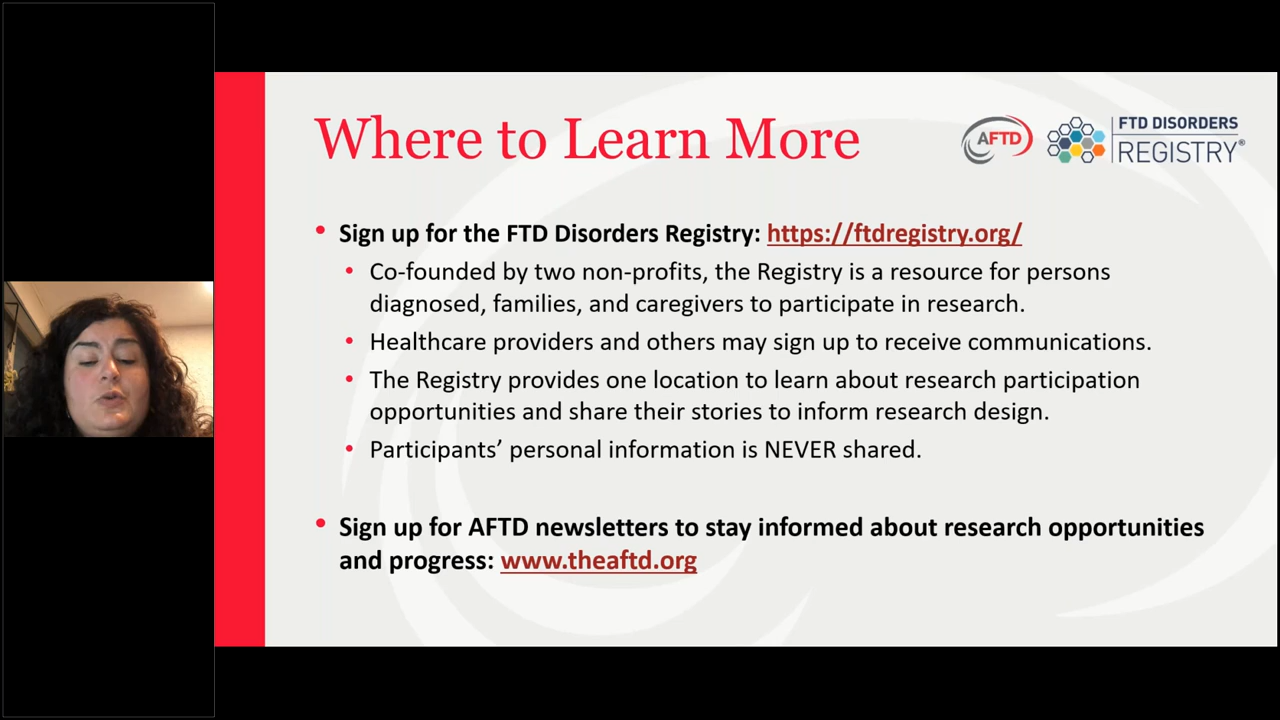 Where to Learn More
AFTD
FTD DISORDERS
REGISTRY®
• Sign up for the FTD Disorders Registry: https://ftdregistry.org/
• Co-founded by two non-profits, the Registry is a resource for persons
diagnosed, families, and caregivers to participate in research.
• Healthcare providers and others may sign up to receive communications.
• The Registry provides one location to learn about research participation
opportunities and share their stories to inform research design.
• Participants’ personal information is NEVER shared.
• Sign up for AFTD newsletters to stay informed about research opportunities
and progress: www.theaftd.org